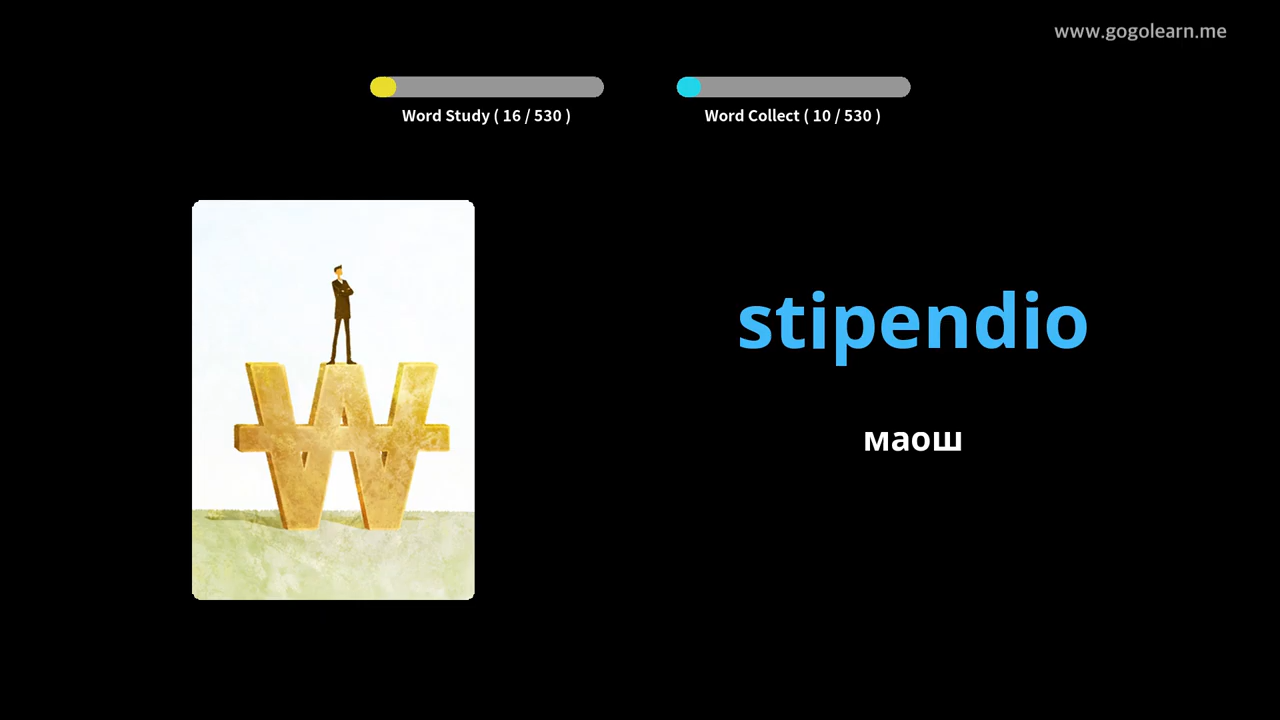 www.gogolearn.me
Word Study ( 16 / 530 )
Word Collect ( 10 / 530 )
stipendio
маош